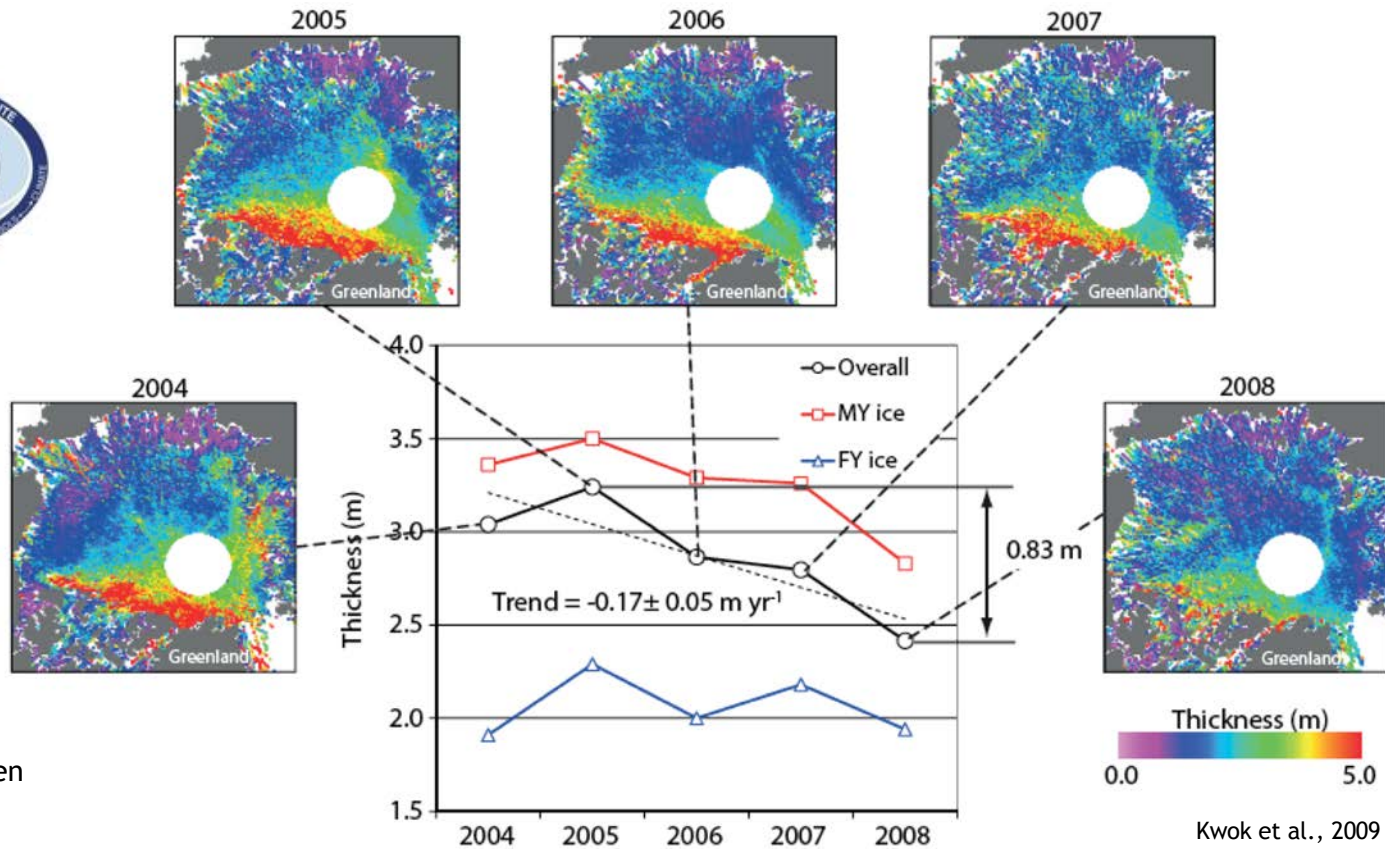 2005
2006
2007
Greenland
Greenland
Greenland
2004
2008
Greenland
Greenland
4.0
3.5
3.0
2.5
2.0
1.5
Thickness (m)
Overall
MY ice
FY ice
0.83 m
Trend = -0.17± 0.05 m yr⁻¹
2004 2005 2006 2007 2008
Thickness (m)
0.0 5.0
Kwok et al., 2009